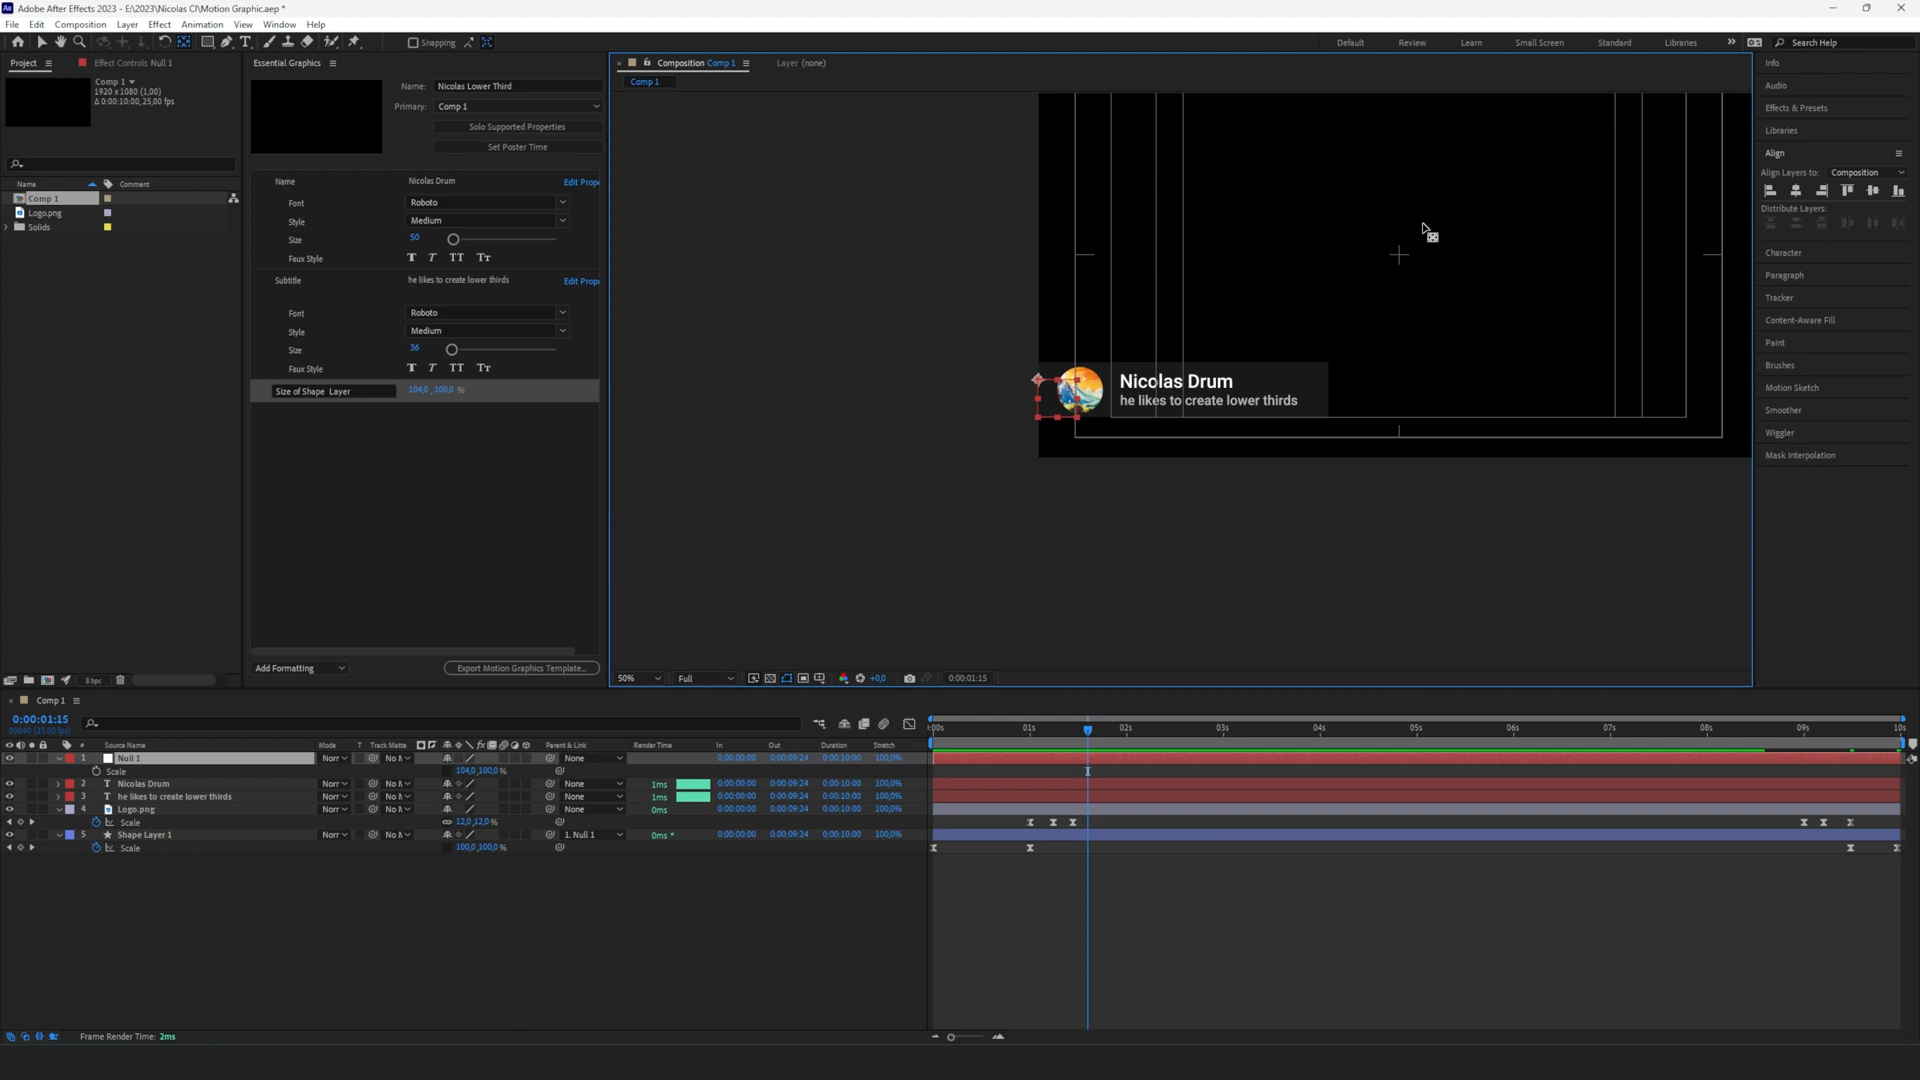 Adobe After Effects 2023 - E:\2023\Nicolas CI\Motion Graphic.aep *
File Edit Composition Layer Effect Animation View Window Help
Snapping
Default Review Learn Small Screen Standard Libraries Search Help
Project
Effect Controls Null 1
Comp 1
1920 x 1080 (1,00)
Δ 0:00:10:00, 25,00 fps
Name Comment
Comp 1
Logo.png
Solids
8 bpc
Essential Graphics
Name: Nicolas Lower Third
Primary: Comp 1
Solo Supported Properties
Set Poster Time
Name Nicolas Drum Edit Prope
Font Roboto
Style Medium
Size 50
Faux Style T T TT Tт
Subtitle he likes to create lower thirds Edit Prope
Font Roboto
Style Medium
Size 36
Faux Style T T TT Tт
Size of Shape Layer 104,0 , 100,0 %
Add Formatting
Export Motion Graphics Template...
Composition Comp 1
Layer (none)
Comp 1
Nicolas Drum
he likes to create lower thirds
50% Full +0,0 0:00:01:15
Info
Audio
Effects & Presets
Libraries
Align
Align Layers to: Composition
Distribute Layers:
Character
Paragraph
Tracker
Content-Aware Fill
Paint
Brushes
Motion Sketch
Smoother
Wiggler
Mask Interpolation
Comp 1
0:00:01:15
00040 (25.00 fps)
# Source Name Mode T Track Matte Parent & Link Render Time In Out Duration Stretch
:00s 01s 02s 03s 04s 05s 06s 07s 08s 09s 10s
1 Null 1 Norr No M None 0:00:00:00 0:00:09:24 0:00:10:00 100,0%
Scale 104,0,100,0 %
2 T Nicolas Drum Norr No M None 1ms 0:00:00:00 0:00:09:24 0:00:10:00 100,0%
3 T he likes to create lower thirds Norr No M None 1ms 0:00:00:00 0:00:09:24 0:00:10:00 100,0%
4 Logo.png Norr No M None 0ms 0:00:00:00 0:00:09:24 0:00:10:00 100,0%
Scale 12,0,12,0 %
5 Shape Layer 1 Norr No M 1. Null 1 0ms * 0:00:00:00 0:00:09:24 0:00:10:00 100,0%
Scale 100,0,100,0 %
Frame Render Time: 2ms